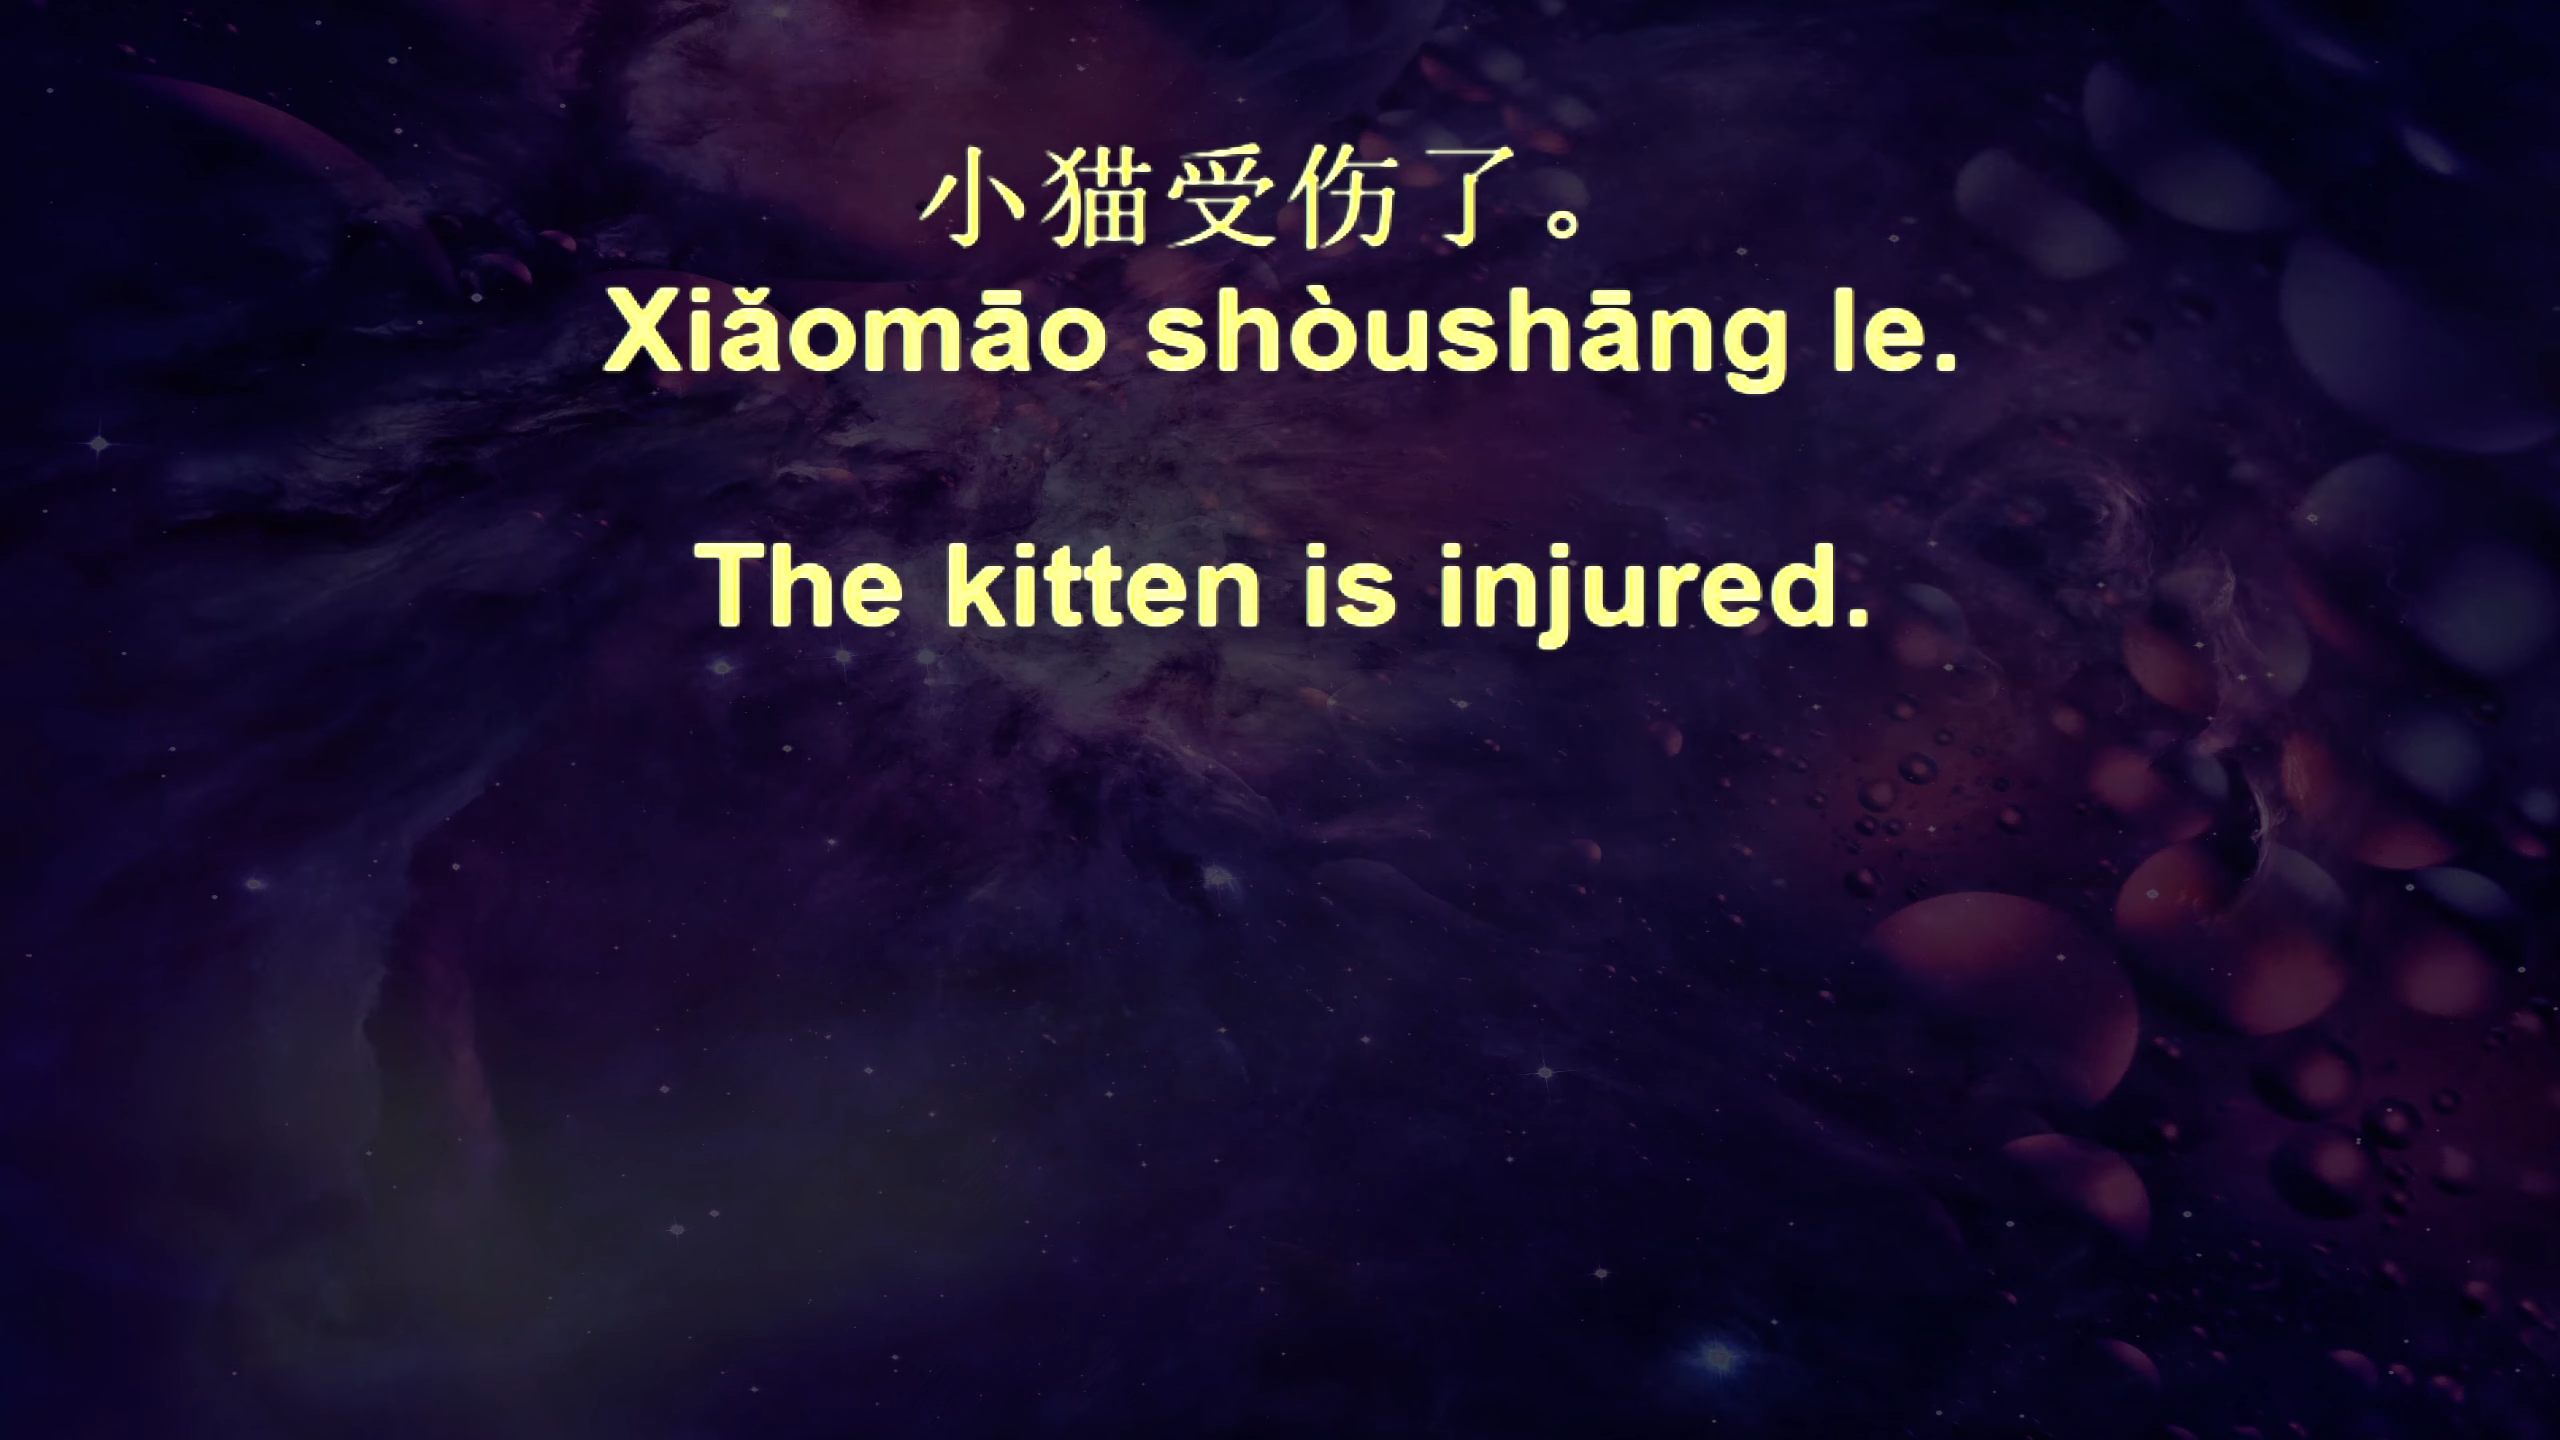 小猫受伤了。
Xiǎomāo shòushāng le.
The kitten is injured.